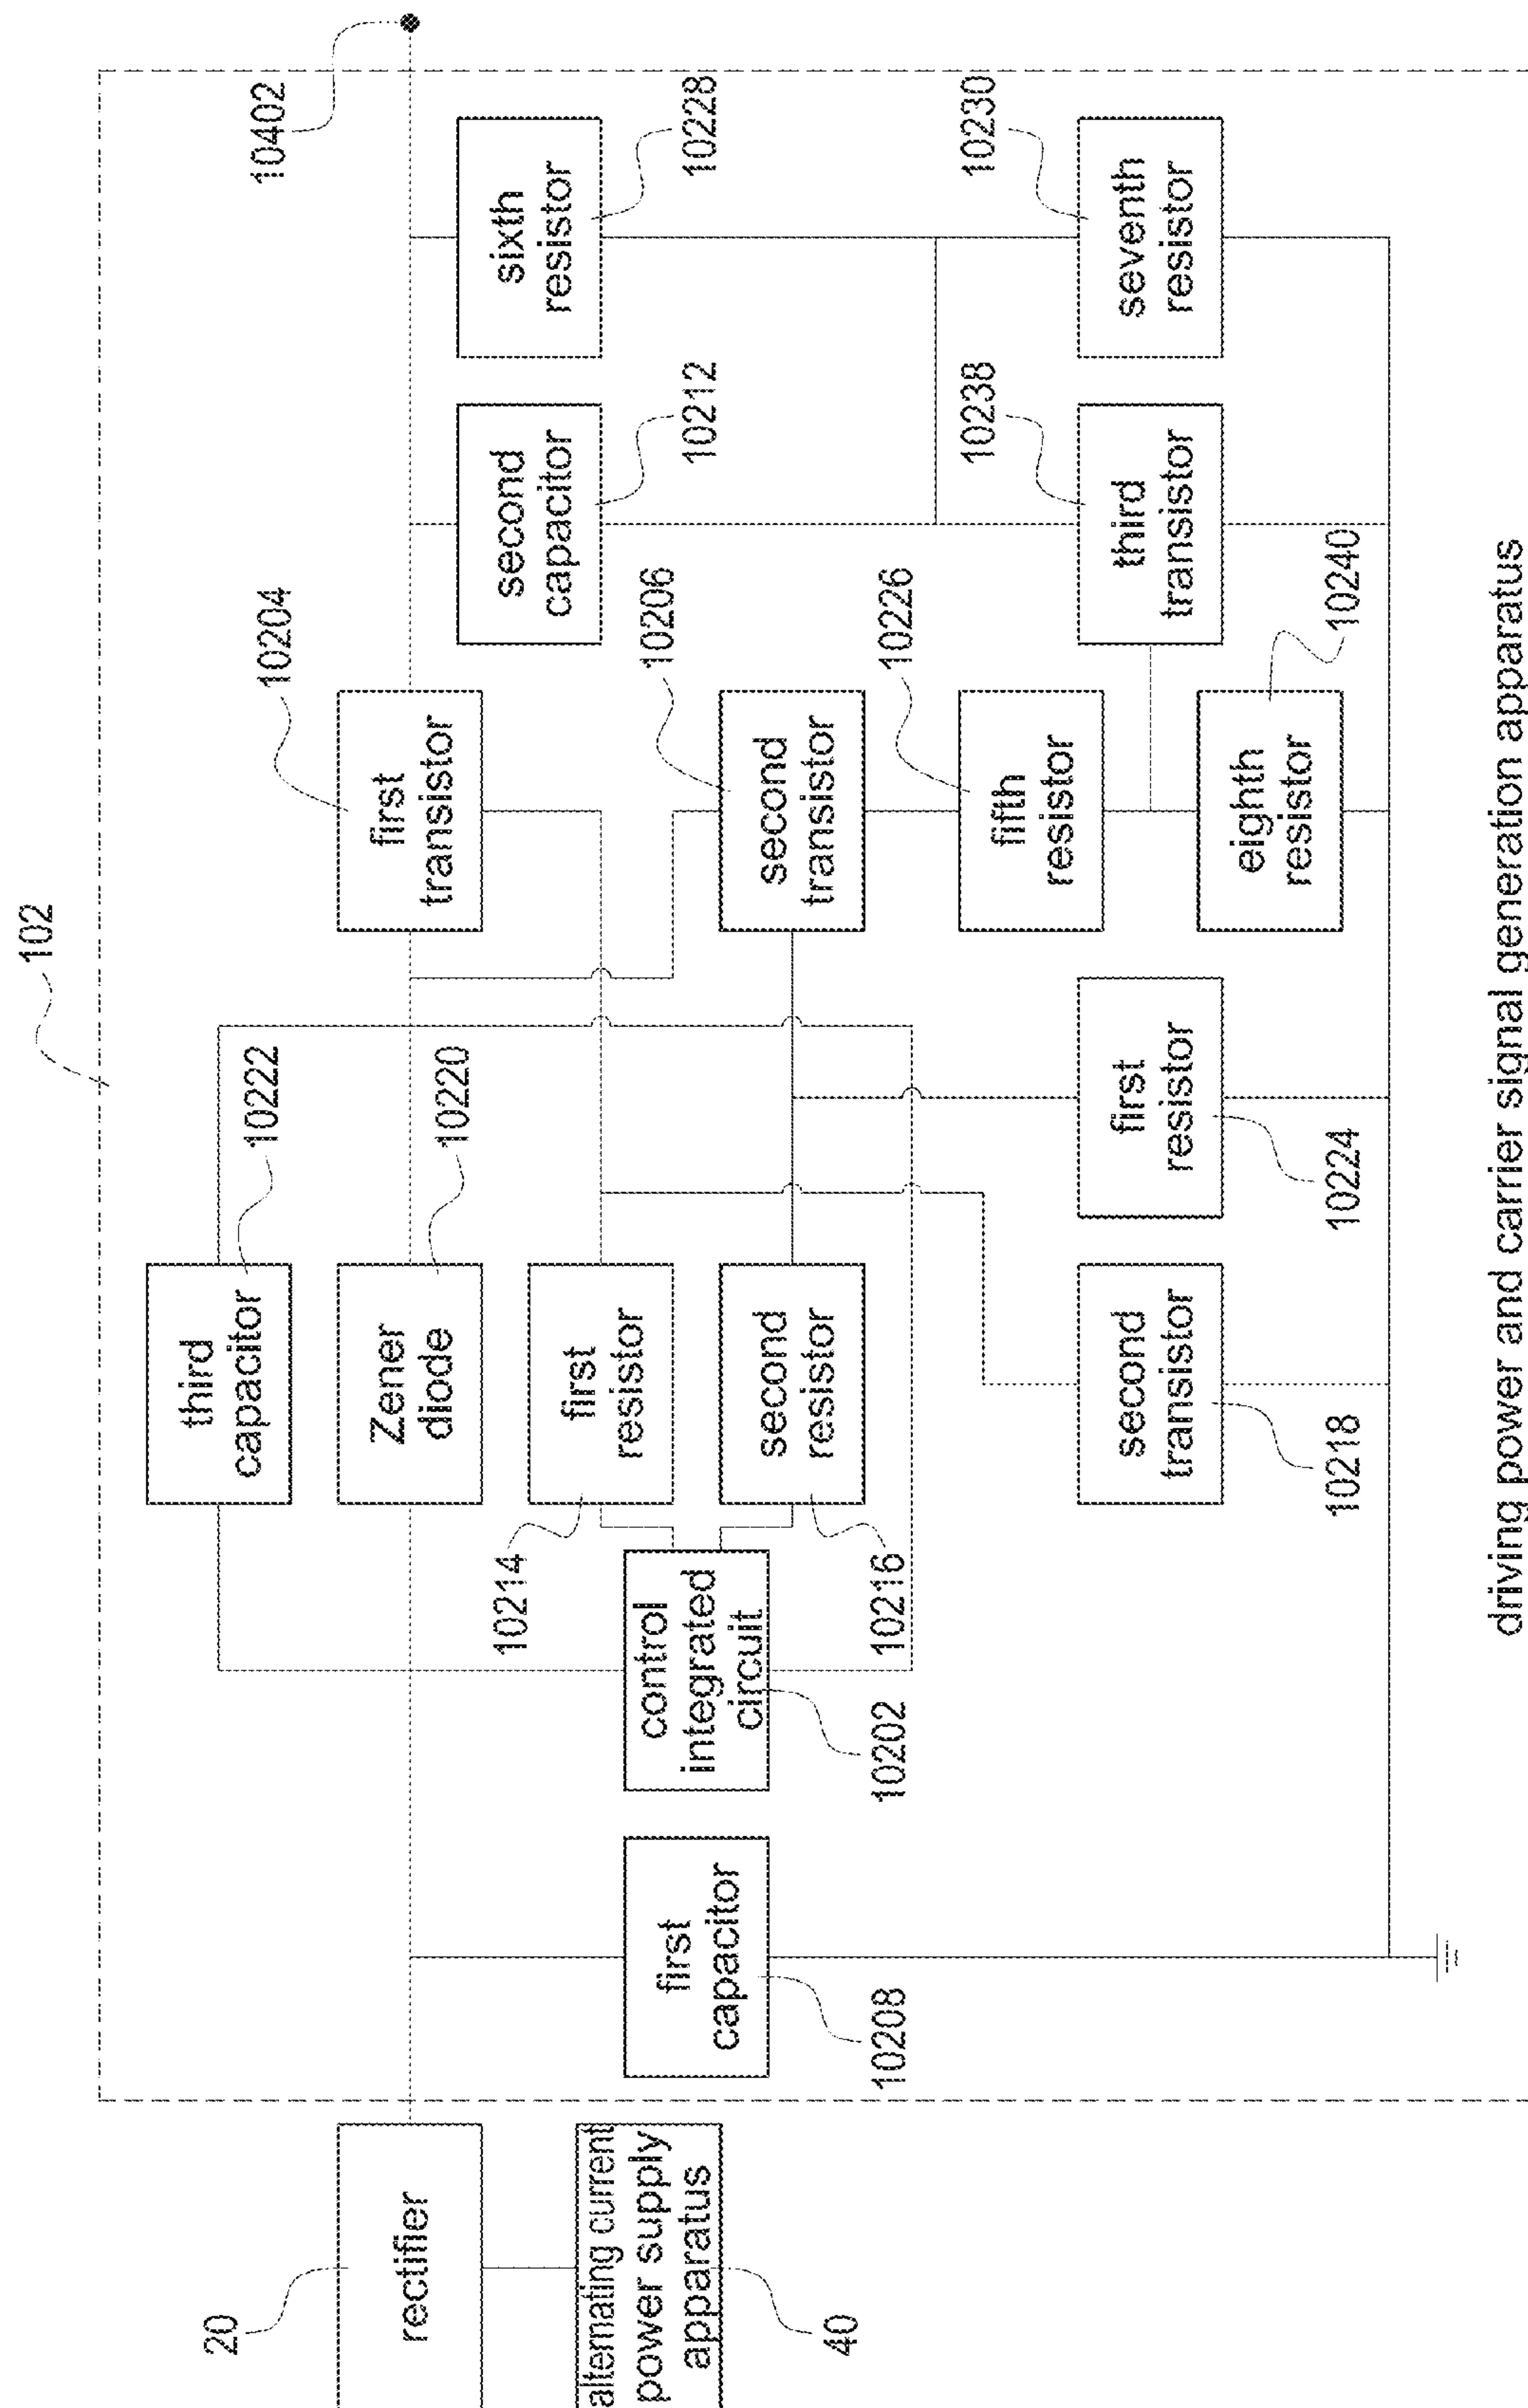 102
10402
third
capacitor
10222
Zener
diode
10220
first
transistor
10204
rectifier
20
second
capacitor
10212
sixth
resistor
10228
first
resistor
10214
alternating current
power supply
apparatus
40
first
capacitor
10208
control
integrated
circuit
10202
second
resistor
10216
second
transistor
10206
fifth
resistor
10226
second
transistor
10218
first
resistor
10224
third
transistor
10238
seventh
resistor
10230
eighth
resistor
10240
driving power and carrier signal generation apparatus